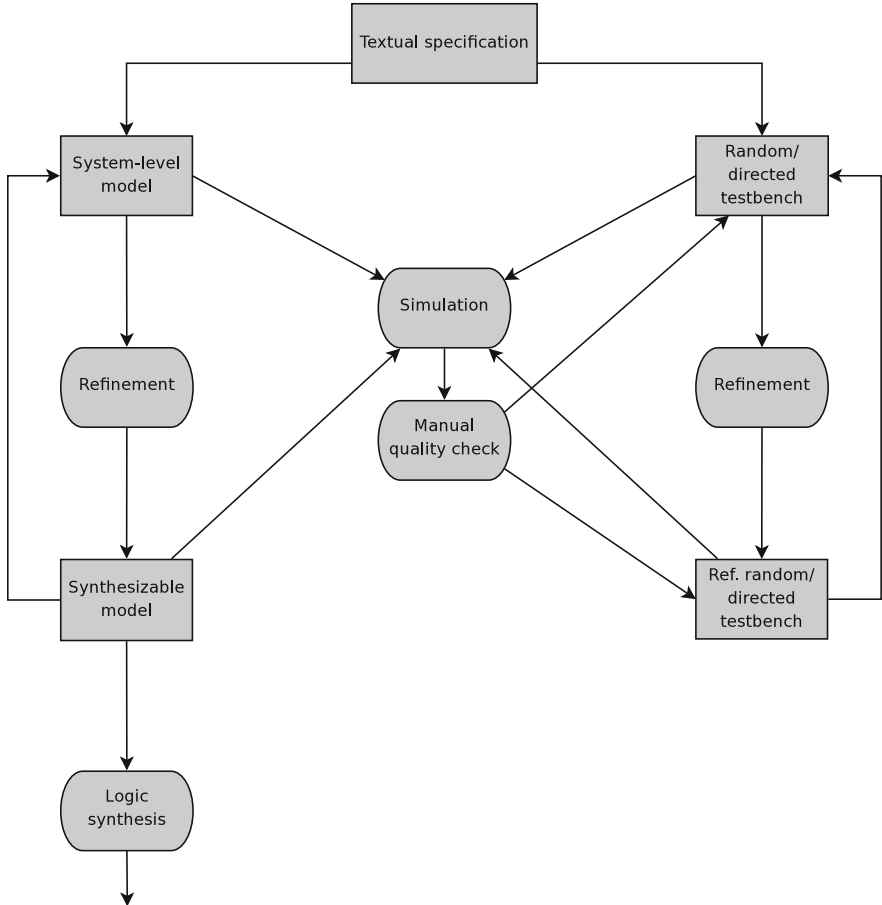 Textual specification
System-level
model
Random/
directed
testbench
Simulation
Refinement
Refinement
Manual
quality check
Synthesizable
model
Ref. random/
directed
testbench
Logic
synthesis